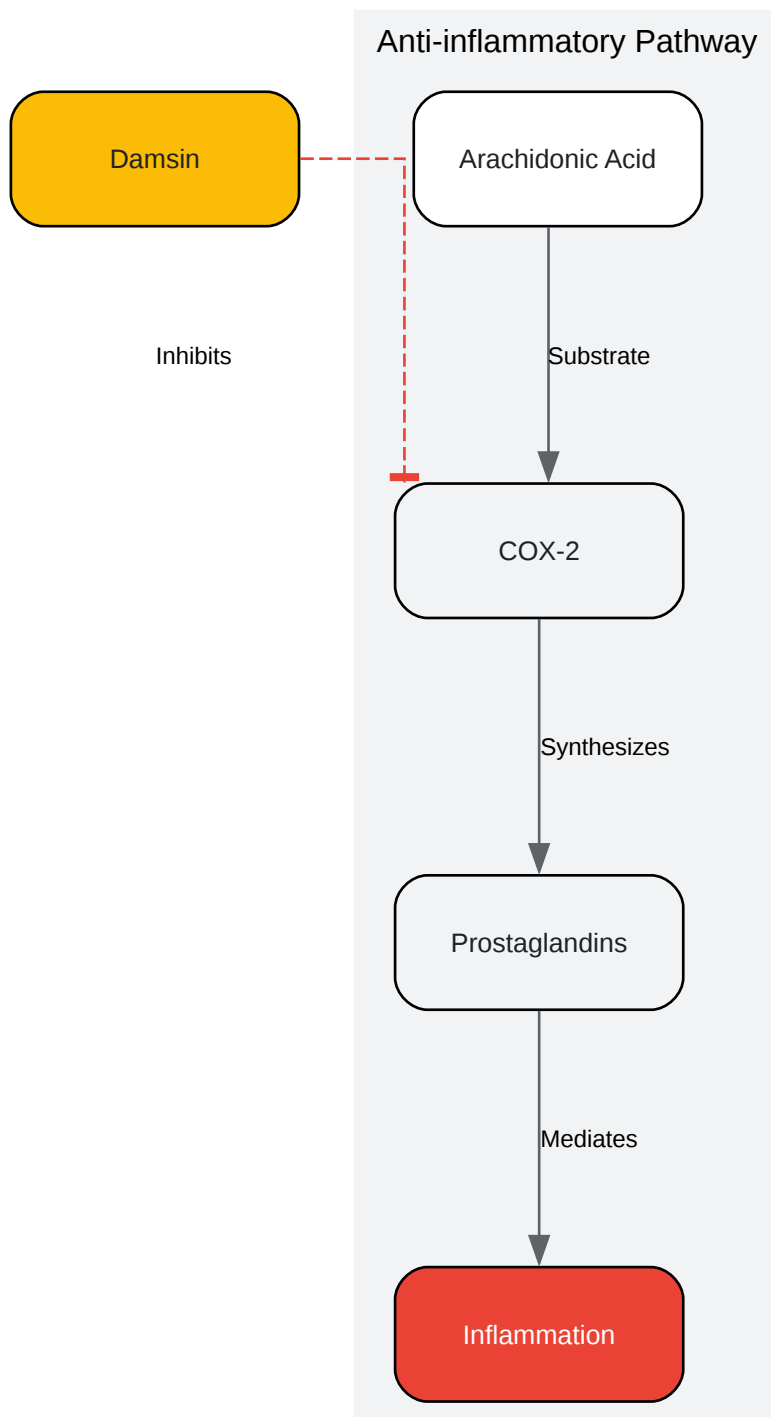 Anti-inflammatory Pathway
Damsin
Arachidonic Acid
Inhibits
Substrate
COX-2
Synthesizes
Prostaglandins
Mediates
Inflammation